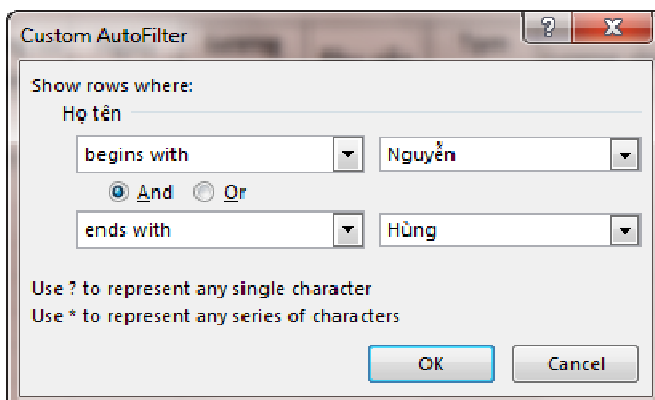 Custom AutoFilter
Show rows where:
Họ tên
begins with Nguyễn
And Or
ends with Hùng
Use ? to represent any single character
Use * to represent any series of characters
OK Cancel